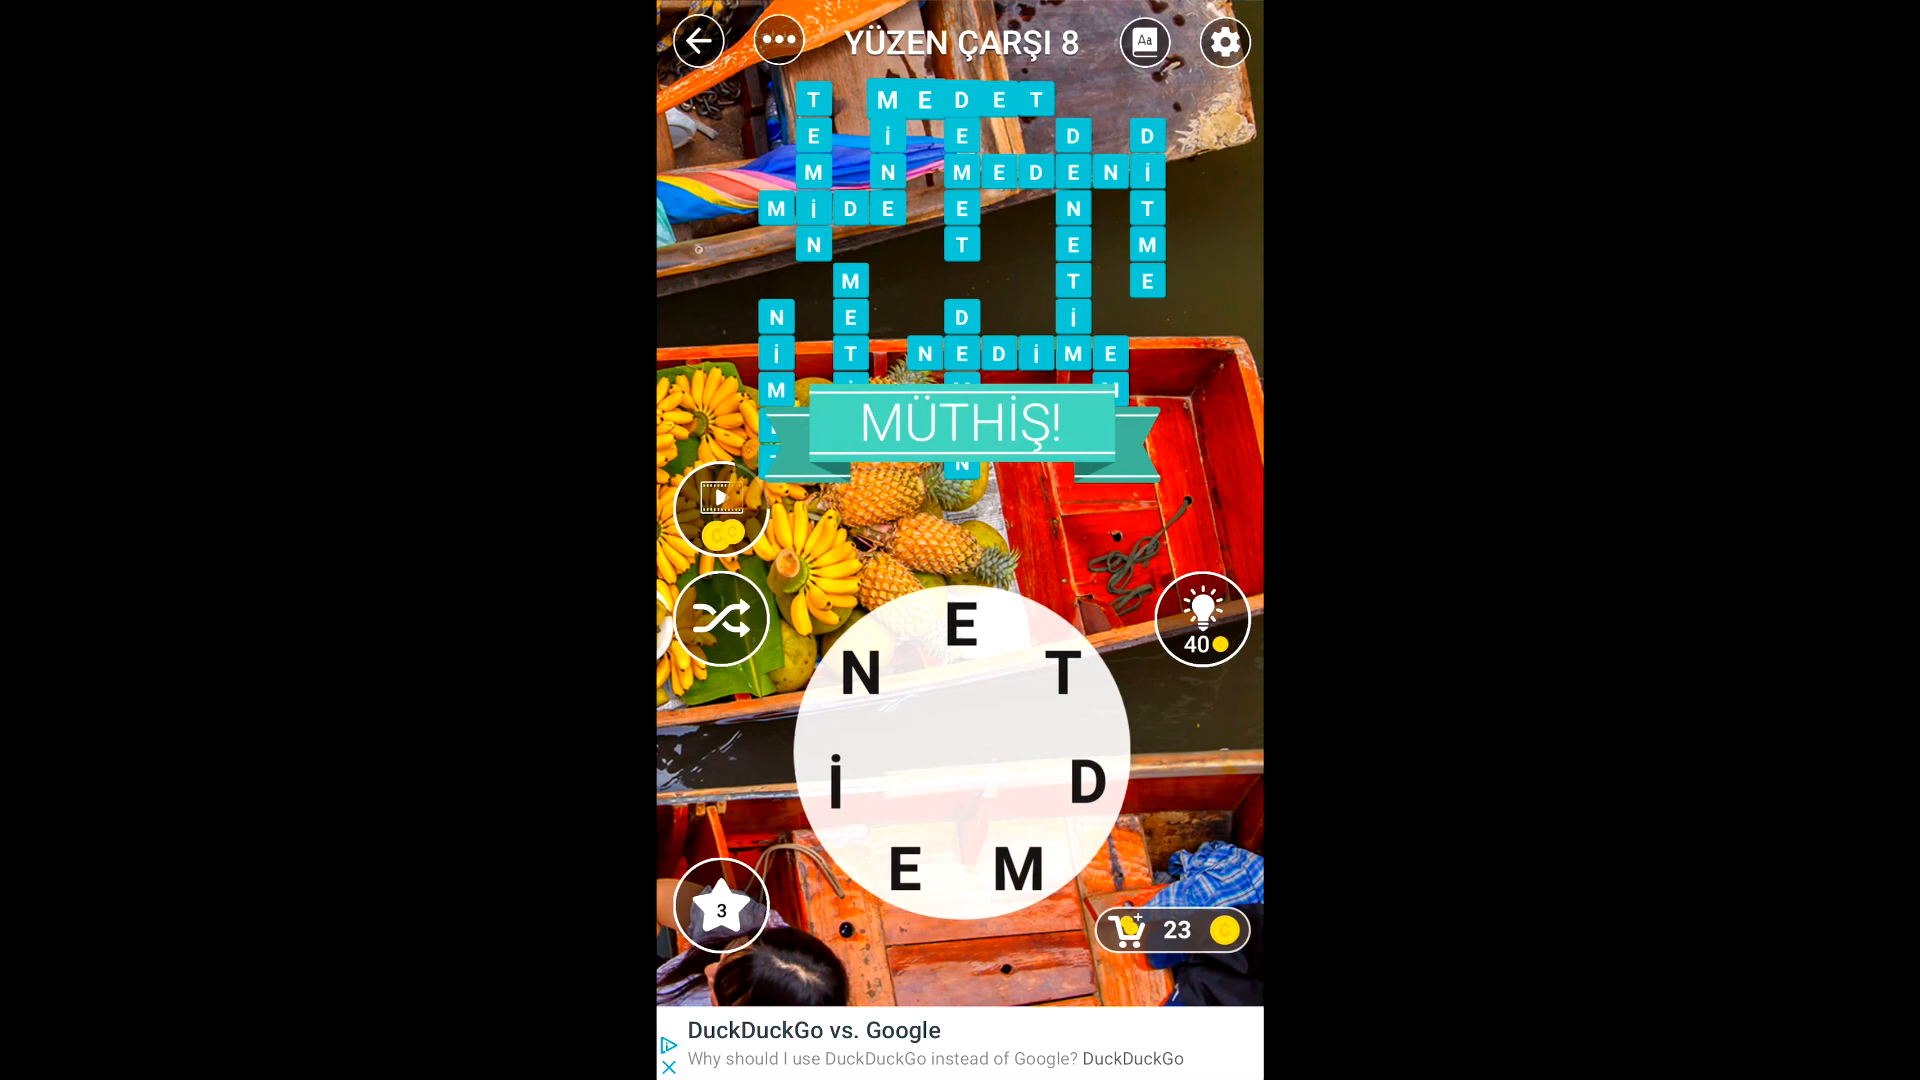 YÜZEN ÇARŞI 8
Aa
T MEDET
E İ E D D
M N MEDENİ
MİDE E N T
N T E M
M T E
N E D İ
İ T NEDİME
M
MÜTHİŞ!
N
E
N T
İ D
E M
40
3
23
DuckDuckGo vs. Google
Why should I use DuckDuckGo instead of Google? DuckDuckGo